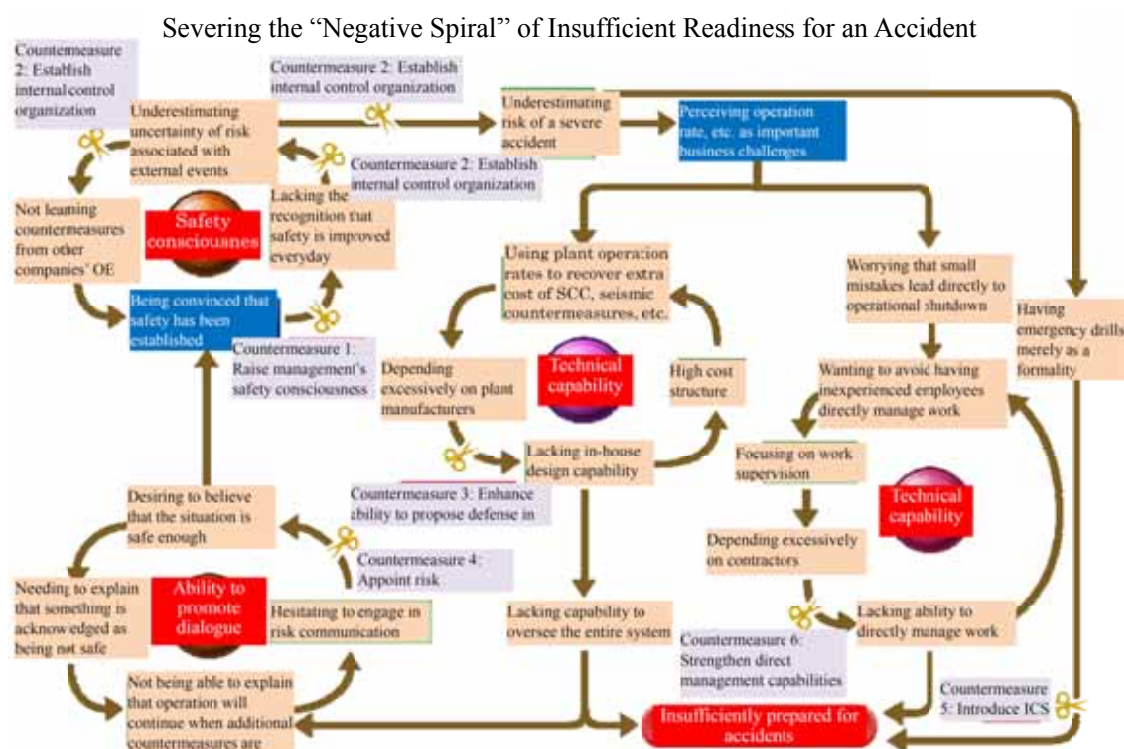 Severing the “Negative Spiral” of Insufficient Readiness for an Accident
Countermeasure
2: Establish
internal control
organization
Countermeasure 2: Establish
internal control organization
Underestimating
uncertainty of risk
associated with
external events
Underestimating
risk of a severe
accident
Perceiving operation
rate, etc. as important
business challenges
Countermeasure 2: Establish
internal control organization
Not learning
countermeasures
from other
companies' OE
Safety
consciousnes
Lacking the
recognition that
safety is improved
everyday
Using plant operation
rates to recover extra
cost of SCC, seismic
countermeasures, etc.
Worrying that small
mistakes lead directly to
operational shutdown
Having
emergency drills
merely as a
formality
Being convinced that
safety has been
established
Countermeasure 1:
Raise management's
safety consciousness
Depending
excessively on plant
manufacturers
Technical
capability
High cost
structure
Wanting to avoid having
inexperienced employees
directly manage work
Lacking in-house
design capability
Focusing on work
supervision
Technical
capability
Desiring to believe
that the situation is
safe enough
Countermeasure 3: Enhance
ability to propose defense in
Depending excessively
on contractors
Countermeasure 4:
Appoint risk
Needing to explain
that something is
acknowledged as
being not safe
Ability to
promote
dialogue
Hesitating to engage in
risk communication
Lacking capability to
oversee the entire system
Lacking ability to
directly manage work
Countermeasure 6:
Strengthen direct
management capabilities
Not being able to explain
that operation will
continue when additional
countermeasures are
Insufficiently prepared for
accidents
Countermeasure
5: Introduce ICS